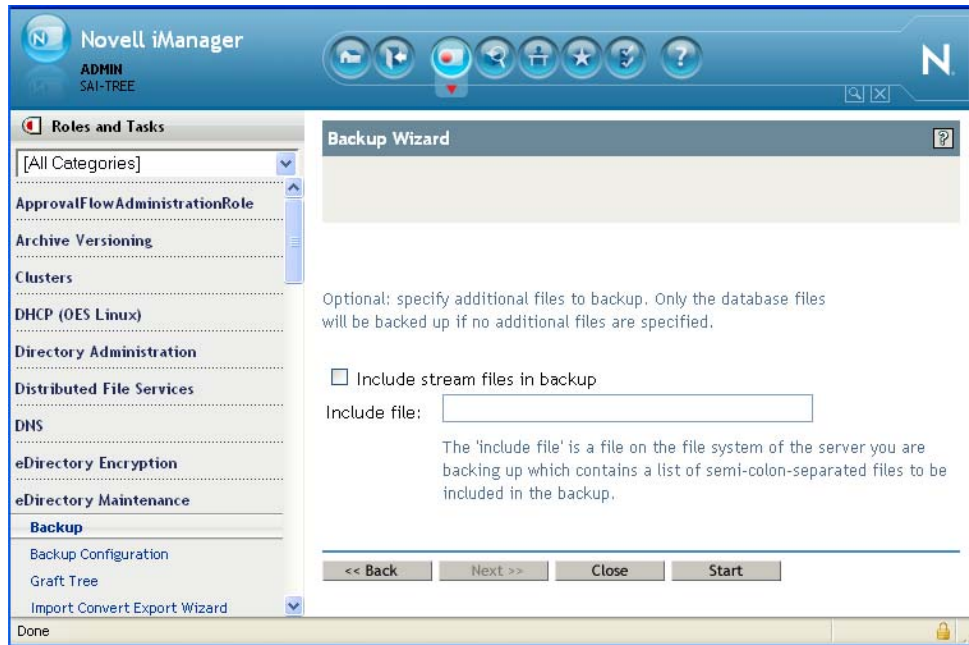 Novell iManager
ADMIN
SAI-TREE
N
N
?
Roles and Tasks
[All Categories]
ApprovalFlowAdministrationRole
Archive Versioning
Clusters
DHCP (OES Linux)
Directory Administration
Distributed File Services
DNS
eDirectory Encryption
eDirectory Maintenance
Backup
Backup Configuration
Graft Tree
Import Convert Export Wizard
Backup Wizard
?
Optional: specify additional files to backup. Only the database files
will be backed up if no additional files are specified.
Include stream files in backup
Include file:
The 'include file' is a file on the file system of the server you are
backing up which contains a list of semi-colon-separated files to be
included in the backup.
<< Back
Next >>
Close
Start
Done